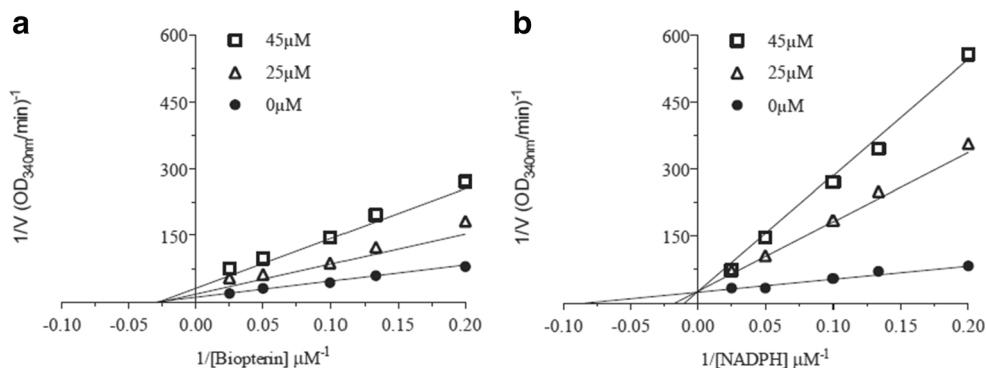 a
600
450
300
150
45µM
25µM
0µM
1/V (OD340nm/min)-1
-0.10 -0.05 0.00 0.05 0.10 0.15 0.20
1/[Biopterin] µM-1
b
600
450
300
150
45µM
25µM
0µM
1/V (OD340nm/min)-1
-0.10 -0.05 0.00 0.05 0.10 0.15 0.20
1/[NADPH] µM-1